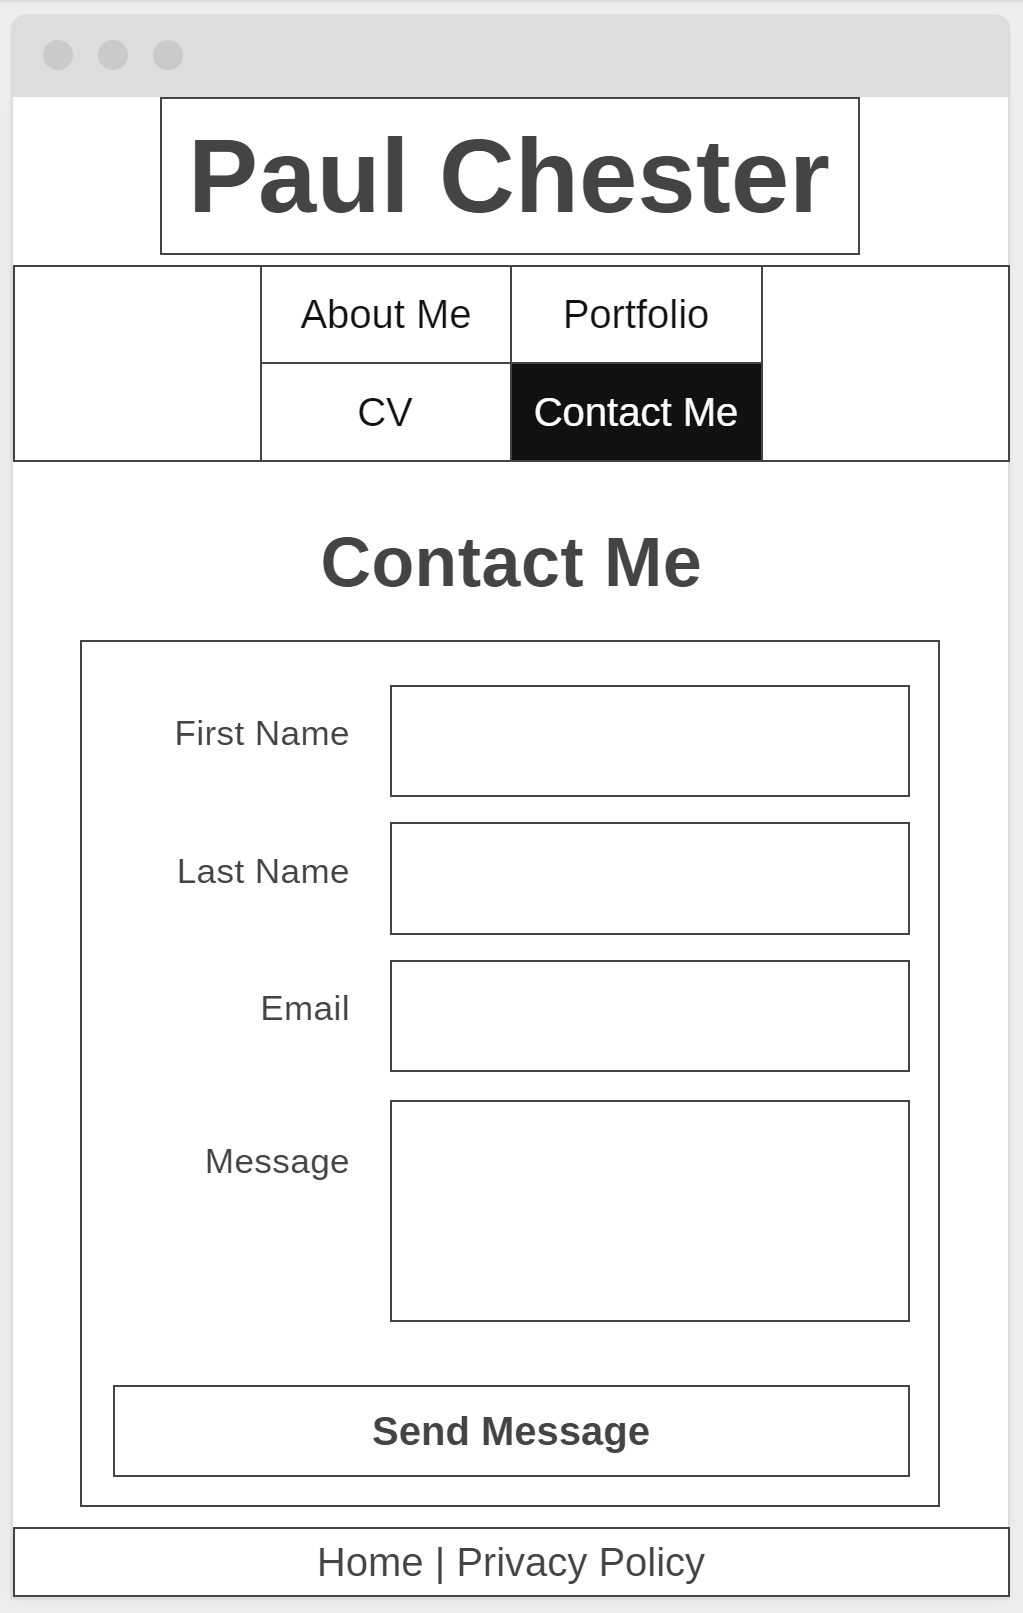 Paul Chester
About Me Portfolio
CV Contact Me
Contact Me
First Name
Last Name
Email
Message
Send Message
Home | Privacy Policy